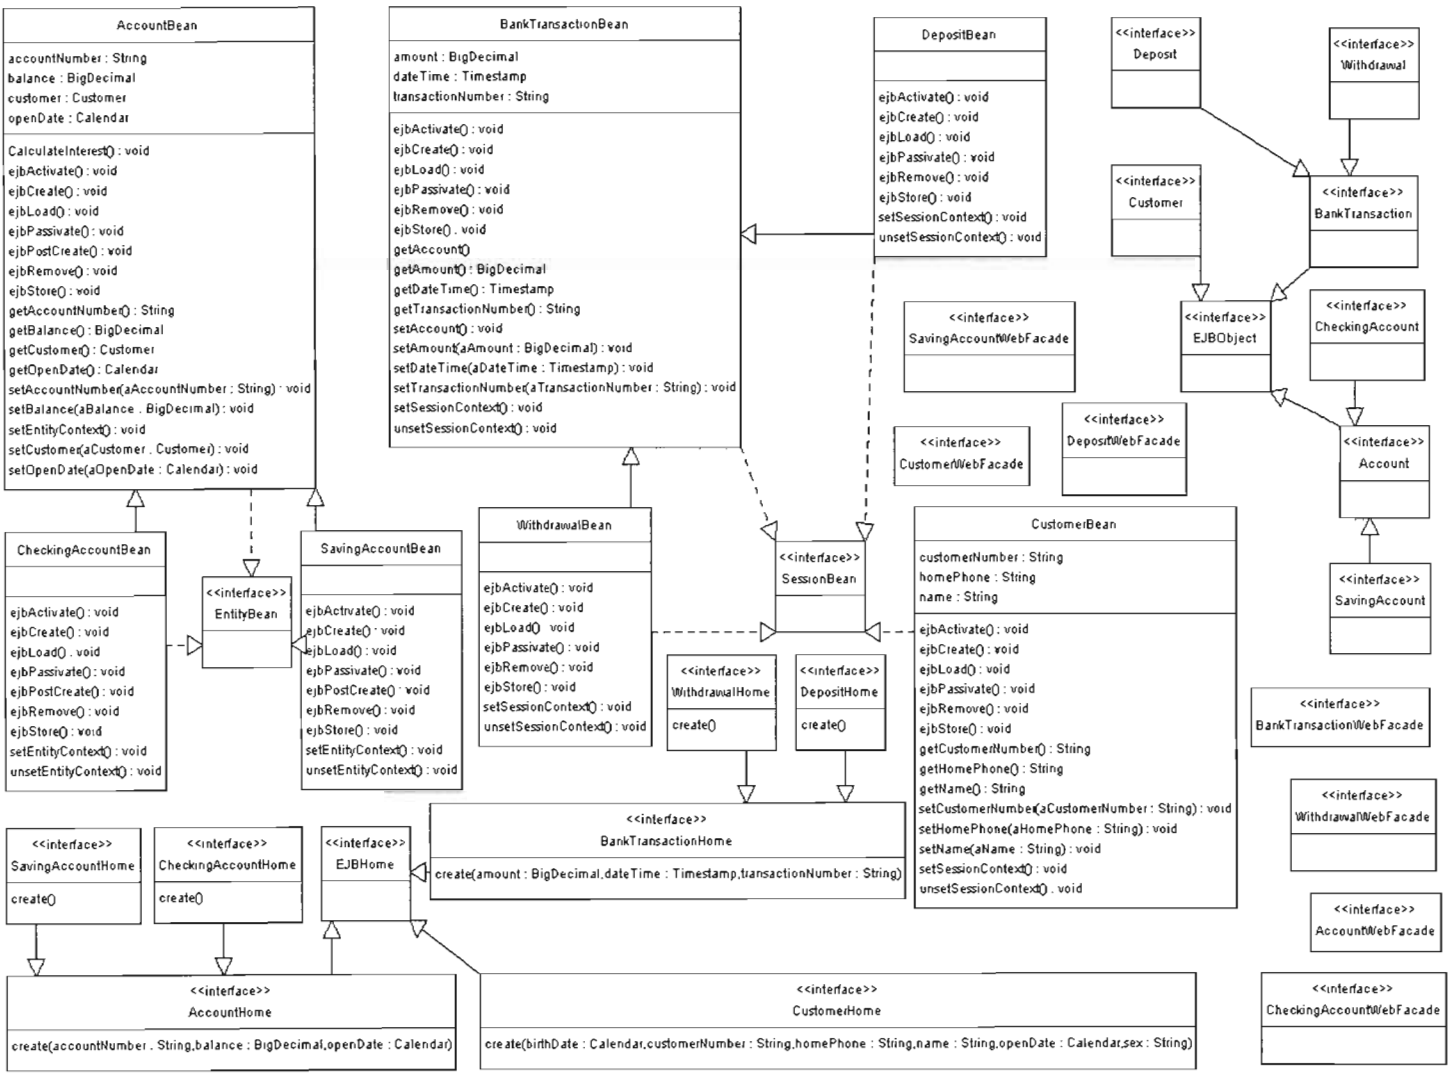 AccountBean
accountNumber : String
balance : BigDecimal
customer : Customer
openDate : Calendar
CalculateInterest() : void
ejbActivate() : void
ejbCreate() : void
ejbLoad() : void
ejbPassivate() : void
ejbPostCreate() : void
ejbRemove() : void
ejbStore() : void
getAccountNumber() : String
getBalance() : BigDecimal
getCustomer() : Customer
getOpenDate() : Calendar
setAccountNumber(aAccountNumber : String) : void
setBalance(aBalance . BigDecimal) : void
setEntityContext() : void
setCustomer(aCustomer . Customer) : void
setOpenDate(aOpenDate : Calendar) : void
BankTransactionBean
amount : BigDecimal
dateTime : Timestamp
transactionNumber : String
ejbActivate() : void
ejbCreate() : void
ejbLoad() : void
ejbPassivate() : void
ejbRemove() : void
ejbStore() . void
getAccount()
getAmount() : BigDecimal
getDateTime() : Timestamp
getTransactionNumber() : String
setAccount() : void
setAmount(aAmount : BigDecimal) : void
setDateTime(aDateTime : Timestamp) : void
setTransactionNumber(aTransactionNumber : String) : void
setSessionContext() : void
unsetSessionContext() : void
DepositBean
ejbActivate() : void
ejbCreate() : void
ejbLoad() : void
ejbPassivate() : void
ejbRemove() : void
ejbStore() : void
setSessionContext() : void
unsetSessionContext() : void
<<interface>>
Deposit
<<interface>>
Withdrawal
<<interface>>
Customer
<<interface>>
BankTransaction
<<interface>>
SavingAccountWebFacade
<<interface>>
EJBObject
<<interface>>
CheckingAccount
<<interface>>
CustomerWebFacade
<<interface>>
DepositWebFacade
<<interface>>
Account
CheckingAccountBean
ejbActivate() : void
ejbCreate() : void
ejbLoad() . void
ejbPassivate() : void
ejbPostCreate() : void
ejbRemove() : void
ejbStore() : void
setEntityContext() : void
unsetEntityContext() : void
<<interface>>
EntityBean
SavingAccountBean
ejbActivate() : void
ejbCreate() : void
ejbLoad() : void
ejbPassivate() : void
ejbPostCreate() : void
ejbRemove() : void
ejbStore() : void
setEntityContext() : void
unsetEntityContext() : void
WithdrawalBean
ejbActivate() : void
ejbCreate() : void
ejbLoad() void
ejbPassivate() : void
ejbRemove() : void
ejbStore() : void
setSessionContext() : void
unsetSessionContext() : void
<<interface>>
SessionBean
CustomerBean
customerNumber : String
homePhone : String
name : String
ejbActivate() : void
ejbCreate() : void
ejbLoad() : void
ejbPassivate() : void
ejbRemove() : void
ejbStore() : void
getCustomerNumber() : String
getHomePhone() : String
getName() : String
setCustomerNumber(aCustomerNumber : String) : void
setHomePhone(aHomePhone : String) : void
setName(aName : String) : void
setSessionContext() : void
unsetSessionContext() . void
<<interface>>
SavingAccount
<<interface>>
WithdrawalHome
create()
<<interface>>
DepositHome
create()
<<interface>>
BankTransactionWebFacade
<<interface>>
WithdrawalWebFacade
<<interface>>
SavingAccountHome
create()
<<interface>>
CheckingAccountHome
create()
<<interface>>
EJBHome
<<interface>>
BankTransactionHome
create(amount : BigDecimal,dateTime : Timestamp,transactionNumber : String)
<<interface>>
AccountWebFacade
<<interface>>
AccountHome
create(accountNumber . String,balance : BigDecimal,openDate : Calendar)
<<interface>>
CustomerHome
create(birthDate : Calendar,customerNumber : String,homePhone : String,name : String,openDate : Calendar,sex : String)
<<interface>>
CheckingAccountWebFacade